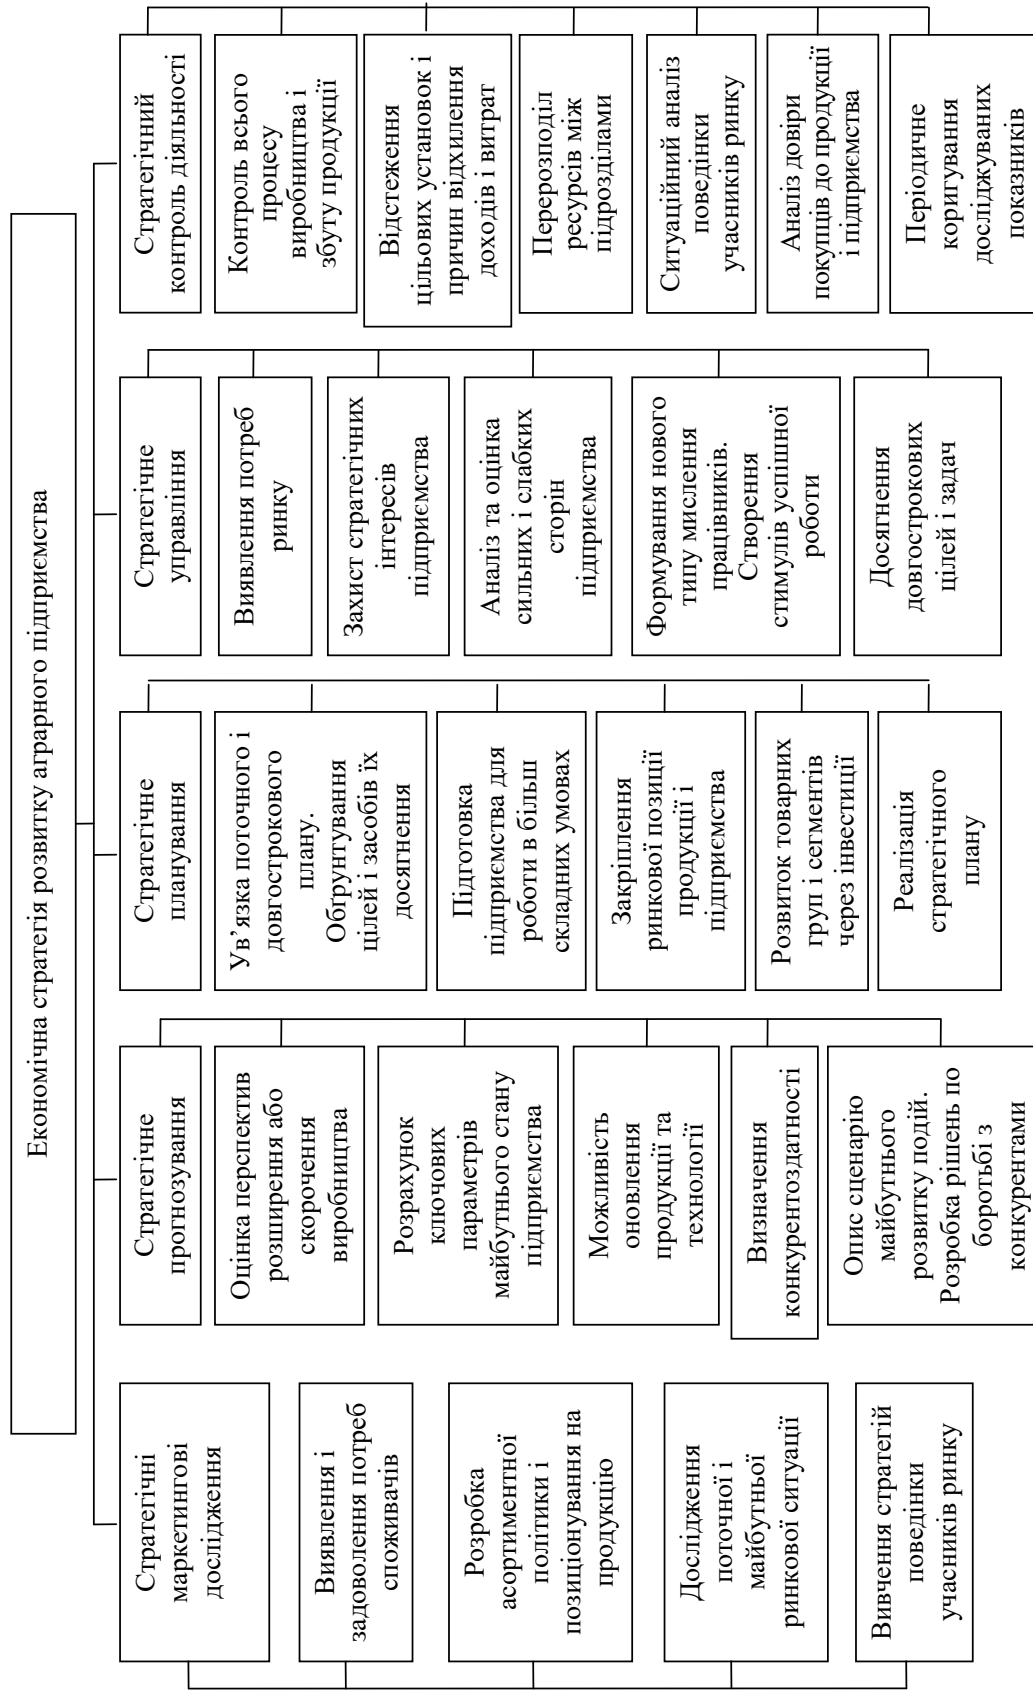 Економічна стратегія розвитку аграрного підприємства
Стратегічні
маркетингові
дослідження
Виявлення і
задоволення потреб
споживачів
Розробка
асортиментної
політики і
позиціонування на
продукцію
Дослідження
поточної і
майбутньої
ринкової ситуації
Вивчення стратегій
поведінки
учасників ринку
Стратегічне
прогнозування
Оцінка перспектив
розширення або
скорочення
виробництва
Розрахунок
ключових
параметрів
майбутнього стану
підприємства
Можливість
оновлення
продукції та
технології
Визначення
конкурентоздатності
Опис сценарію
майбутнього
розвитку подій.
Розробка рішень по
боротьбі з
конкурентами
Стратегічне
планування
Ув’язка поточного і
довгострокового
плану.
Обґрунтування
цілей і засобів їх
досягнення
Підготовка
підприємства для
роботи в більш
складних умовах
Закріплення
ринкової позиції
продукції і
підприємства
Розвиток товарних
груп і сегментів
через інвестиції
Реалізація
стратегічного
плану
Стратегічне
управління
Виявлення потреб
ринку
Захист стратегічних
інтересів
підприємства
Аналіз та оцінка
сильних і слабких
сторін
підприємства
Формування нового
типу мислення
працівників.
Створення
стимулів успішної
роботи
Досягнення
довгострокових
цілей і задач
Стратегічний
контроль діяльності
Контроль всього
процесу
виробництва і
збуту продукції
Відстеження
цільових установок і
причин відхилення
доходів і витрат
Перерозподіл
ресурсів між
підрозділами
Ситуаційний аналіз
поведінки
учасників ринку
Аналіз довіри
покупців до продукції
і підприємства
Періодичне
коригування
досліджуваних
показників